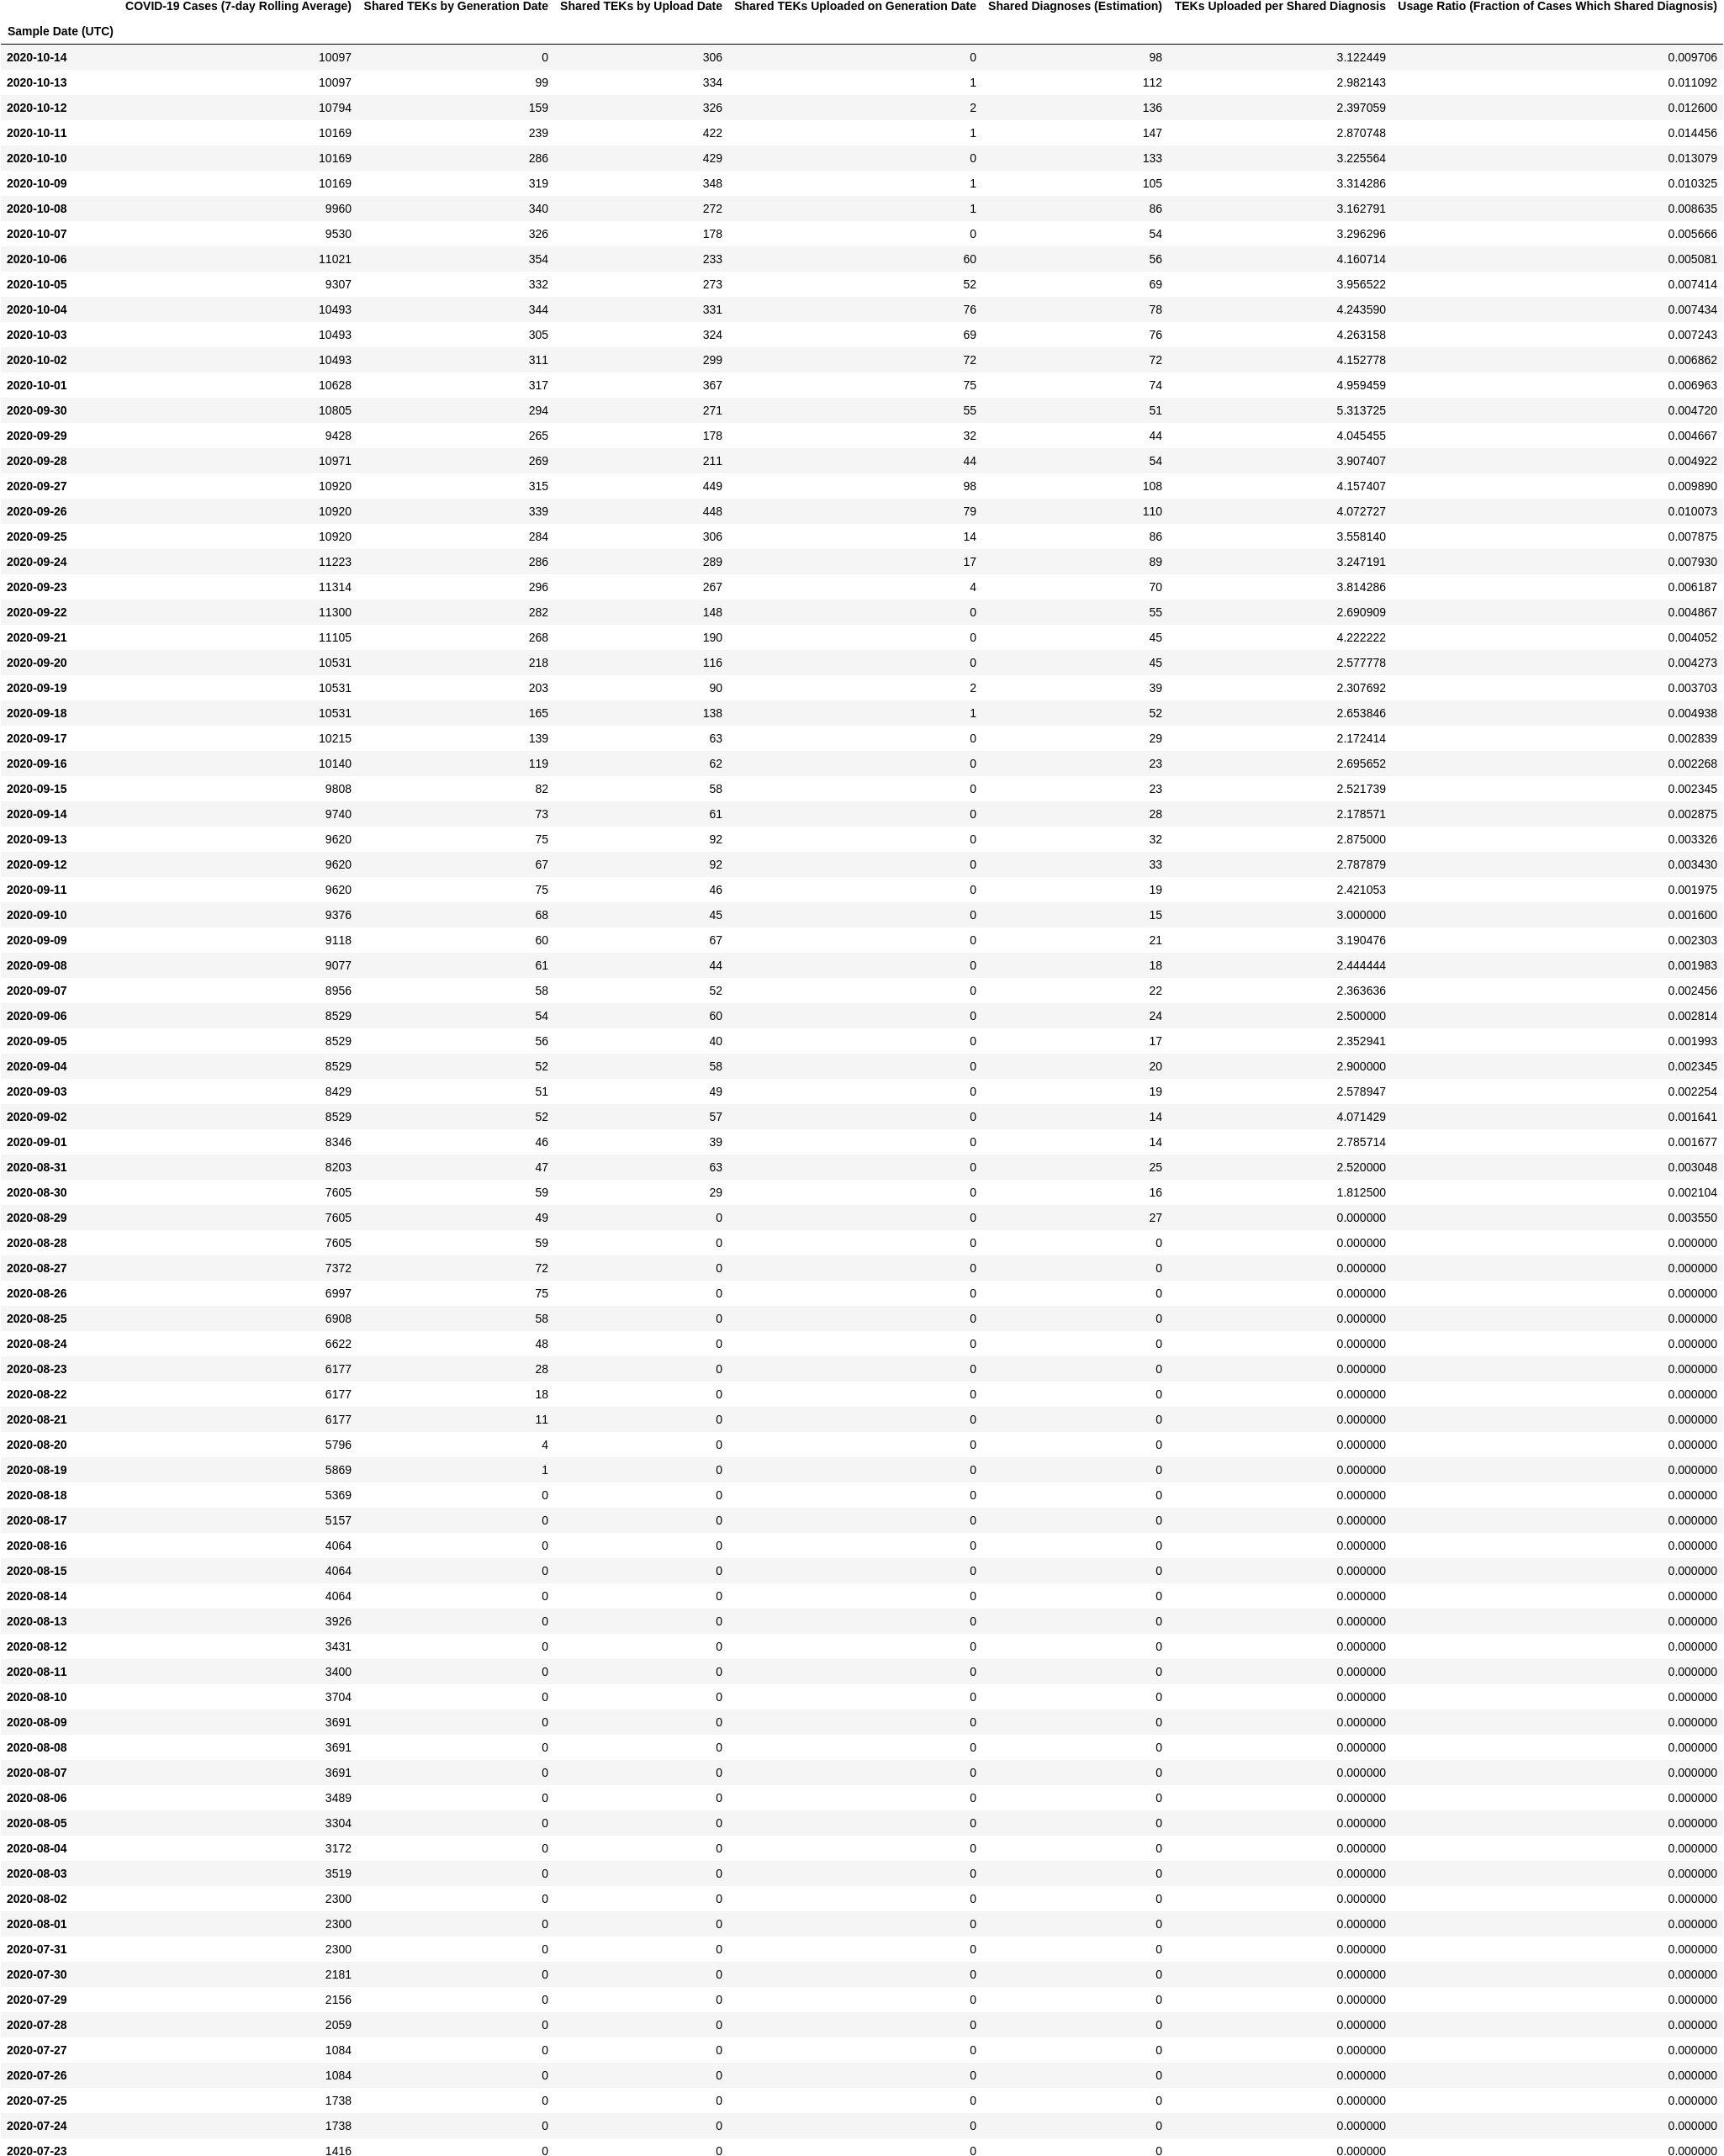 COVID-19 Cases (7-day Rolling Average) Shared TEKs by Generation Date Shared TEKs by Upload Date Shared TEKs Uploaded on Generation Date Shared Diagnoses (Estimation) TEKs Uploaded per Shared Diagnosis Usage Ratio (Fraction of Cases Which Shared Diagnosis)
Sample Date (UTC)
2020-10-14 10097 0 306 0 98 3.122449 0.009706
2020-10-13 10097 99 334 1 112 2.982143 0.011092
2020-10-12 10794 159 326 2 136 2.397059 0.012600
2020-10-11 10169 239 422 1 147 2.870748 0.014456
2020-10-10 10169 286 429 0 133 3.225564 0.013079
2020-10-09 10169 319 348 1 105 3.314286 0.010325
2020-10-08 9960 340 272 1 86 3.162791 0.008635
2020-10-07 9530 326 178 0 54 3.296296 0.005666
2020-10-06 11021 354 233 60 56 4.160714 0.005081
2020-10-05 9307 332 273 52 69 3.956522 0.007414
2020-10-04 10493 344 331 76 78 4.243590 0.007434
2020-10-03 10493 305 324 69 76 4.263158 0.007243
2020-10-02 10493 311 299 72 72 4.152778 0.006862
2020-10-01 10628 317 367 75 74 4.959459 0.006963
2020-09-30 10805 294 271 55 51 5.313725 0.004720
2020-09-29 9428 265 178 32 44 4.045455 0.004667
2020-09-28 10971 269 211 44 54 3.907407 0.004922
2020-09-27 10920 315 449 98 108 4.157407 0.009890
2020-09-26 10920 339 448 79 110 4.072727 0.010073
2020-09-25 10920 284 306 14 86 3.558140 0.007875
2020-09-24 11223 286 289 17 89 3.247191 0.007930
2020-09-23 11314 296 267 4 70 3.814286 0.006187
2020-09-22 11300 282 148 0 55 2.690909 0.004867
2020-09-21 11105 268 190 0 45 4.222222 0.004052
2020-09-20 10531 218 116 0 45 2.577778 0.004273
2020-09-19 10531 203 90 2 39 2.307692 0.003703
2020-09-18 10531 165 138 1 52 2.653846 0.004938
2020-09-17 10215 139 63 0 29 2.172414 0.002839
2020-09-16 10140 119 62 0 23 2.695652 0.002268
2020-09-15 9808 82 58 0 23 2.521739 0.002345
2020-09-14 9740 73 61 0 28 2.178571 0.002875
2020-09-13 9620 75 92 0 32 2.875000 0.003326
2020-09-12 9620 67 92 0 33 2.787879 0.003430
2020-09-11 9620 75 46 0 19 2.421053 0.001975
2020-09-10 9376 68 45 0 15 3.000000 0.001600
2020-09-09 9118 60 67 0 21 3.190476 0.002303
2020-09-08 9077 61 44 0 18 2.444444 0.001983
2020-09-07 8956 58 52 0 22 2.363636 0.002456
2020-09-06 8529 54 60 0 24 2.500000 0.002814
2020-09-05 8529 56 40 0 17 2.352941 0.001993
2020-09-04 8529 52 58 0 20 2.900000 0.002345
2020-09-03 8429 51 49 0 19 2.578947 0.002254
2020-09-02 8529 52 57 0 14 4.071429 0.001641
2020-09-01 8346 46 39 0 14 2.785714 0.001677
2020-08-31 8203 47 63 0 25 2.520000 0.003048
2020-08-30 7605 59 29 0 16 1.812500 0.002104
2020-08-29 7605 49 0 0 27 0.000000 0.003550
2020-08-28 7605 59 0 0 0 0.000000 0.000000
2020-08-27 7372 72 0 0 0 0.000000 0.000000
2020-08-26 6997 75 0 0 0 0.000000 0.000000
2020-08-25 6908 58 0 0 0 0.000000 0.000000
2020-08-24 6622 48 0 0 0 0.000000 0.000000
2020-08-23 6177 28 0 0 0 0.000000 0.000000
2020-08-22 6177 18 0 0 0 0.000000 0.000000
2020-08-21 6177 11 0 0 0 0.000000 0.000000
2020-08-20 5796 4 0 0 0 0.000000 0.000000
2020-08-19 5869 1 0 0 0 0.000000 0.000000
2020-08-18 5369 0 0 0 0 0.000000 0.000000
2020-08-17 5157 0 0 0 0 0.000000 0.000000
2020-08-16 4064 0 0 0 0 0.000000 0.000000
2020-08-15 4064 0 0 0 0 0.000000 0.000000
2020-08-14 4064 0 0 0 0 0.000000 0.000000
2020-08-13 3926 0 0 0 0 0.000000 0.000000
2020-08-12 3431 0 0 0 0 0.000000 0.000000
2020-08-11 3400 0 0 0 0 0.000000 0.000000
2020-08-10 3704 0 0 0 0 0.000000 0.000000
2020-08-09 3691 0 0 0 0 0.000000 0.000000
2020-08-08 3691 0 0 0 0 0.000000 0.000000
2020-08-07 3691 0 0 0 0 0.000000 0.000000
2020-08-06 3489 0 0 0 0 0.000000 0.000000
2020-08-05 3304 0 0 0 0 0.000000 0.000000
2020-08-04 3172 0 0 0 0 0.000000 0.000000
2020-08-03 3519 0 0 0 0 0.000000 0.000000
2020-08-02 2300 0 0 0 0 0.000000 0.000000
2020-08-01 2300 0 0 0 0 0.000000 0.000000
2020-07-31 2300 0 0 0 0 0.000000 0.000000
2020-07-30 2181 0 0 0 0 0.000000 0.000000
2020-07-29 2156 0 0 0 0 0.000000 0.000000
2020-07-28 2059 0 0 0 0 0.000000 0.000000
2020-07-27 1084 0 0 0 0 0.000000 0.000000
2020-07-26 1084 0 0 0 0 0.000000 0.000000
2020-07-25 1738 0 0 0 0 0.000000 0.000000
2020-07-24 1738 0 0 0 0 0.000000 0.000000
2020-07-23 1416 0 0 0 0 0.000000 0.000000